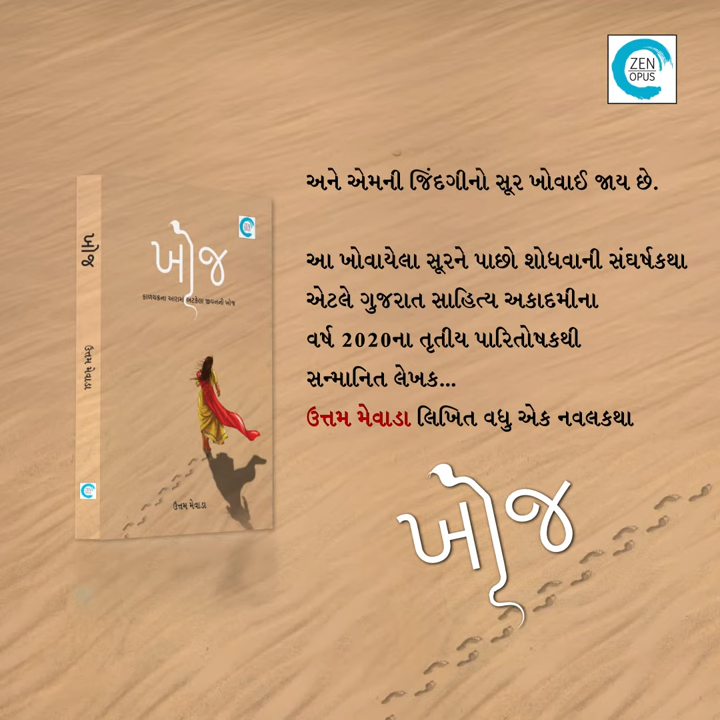 ZEN
OPUS
અને એમની જિંદગીનો સૂર ખોવાઈ જાય છે.
આ ખોવાયેલા સૂરને પાછો શોધવાની સંઘર્ષકથા
એટલે ગુજરાત સાહિત્ય અકાદમીના
વર્ષ 2020ના તૃતીય પારિતોષકથી
સન્માનિત લેખક...
ઉત્તમ મેવાડા લિખિત વધુ એક નવલકથા
ખોજ
ખોજ
ઉત્તમ મેવાડા
ખોજ
ઉત્તમ મેવાડા